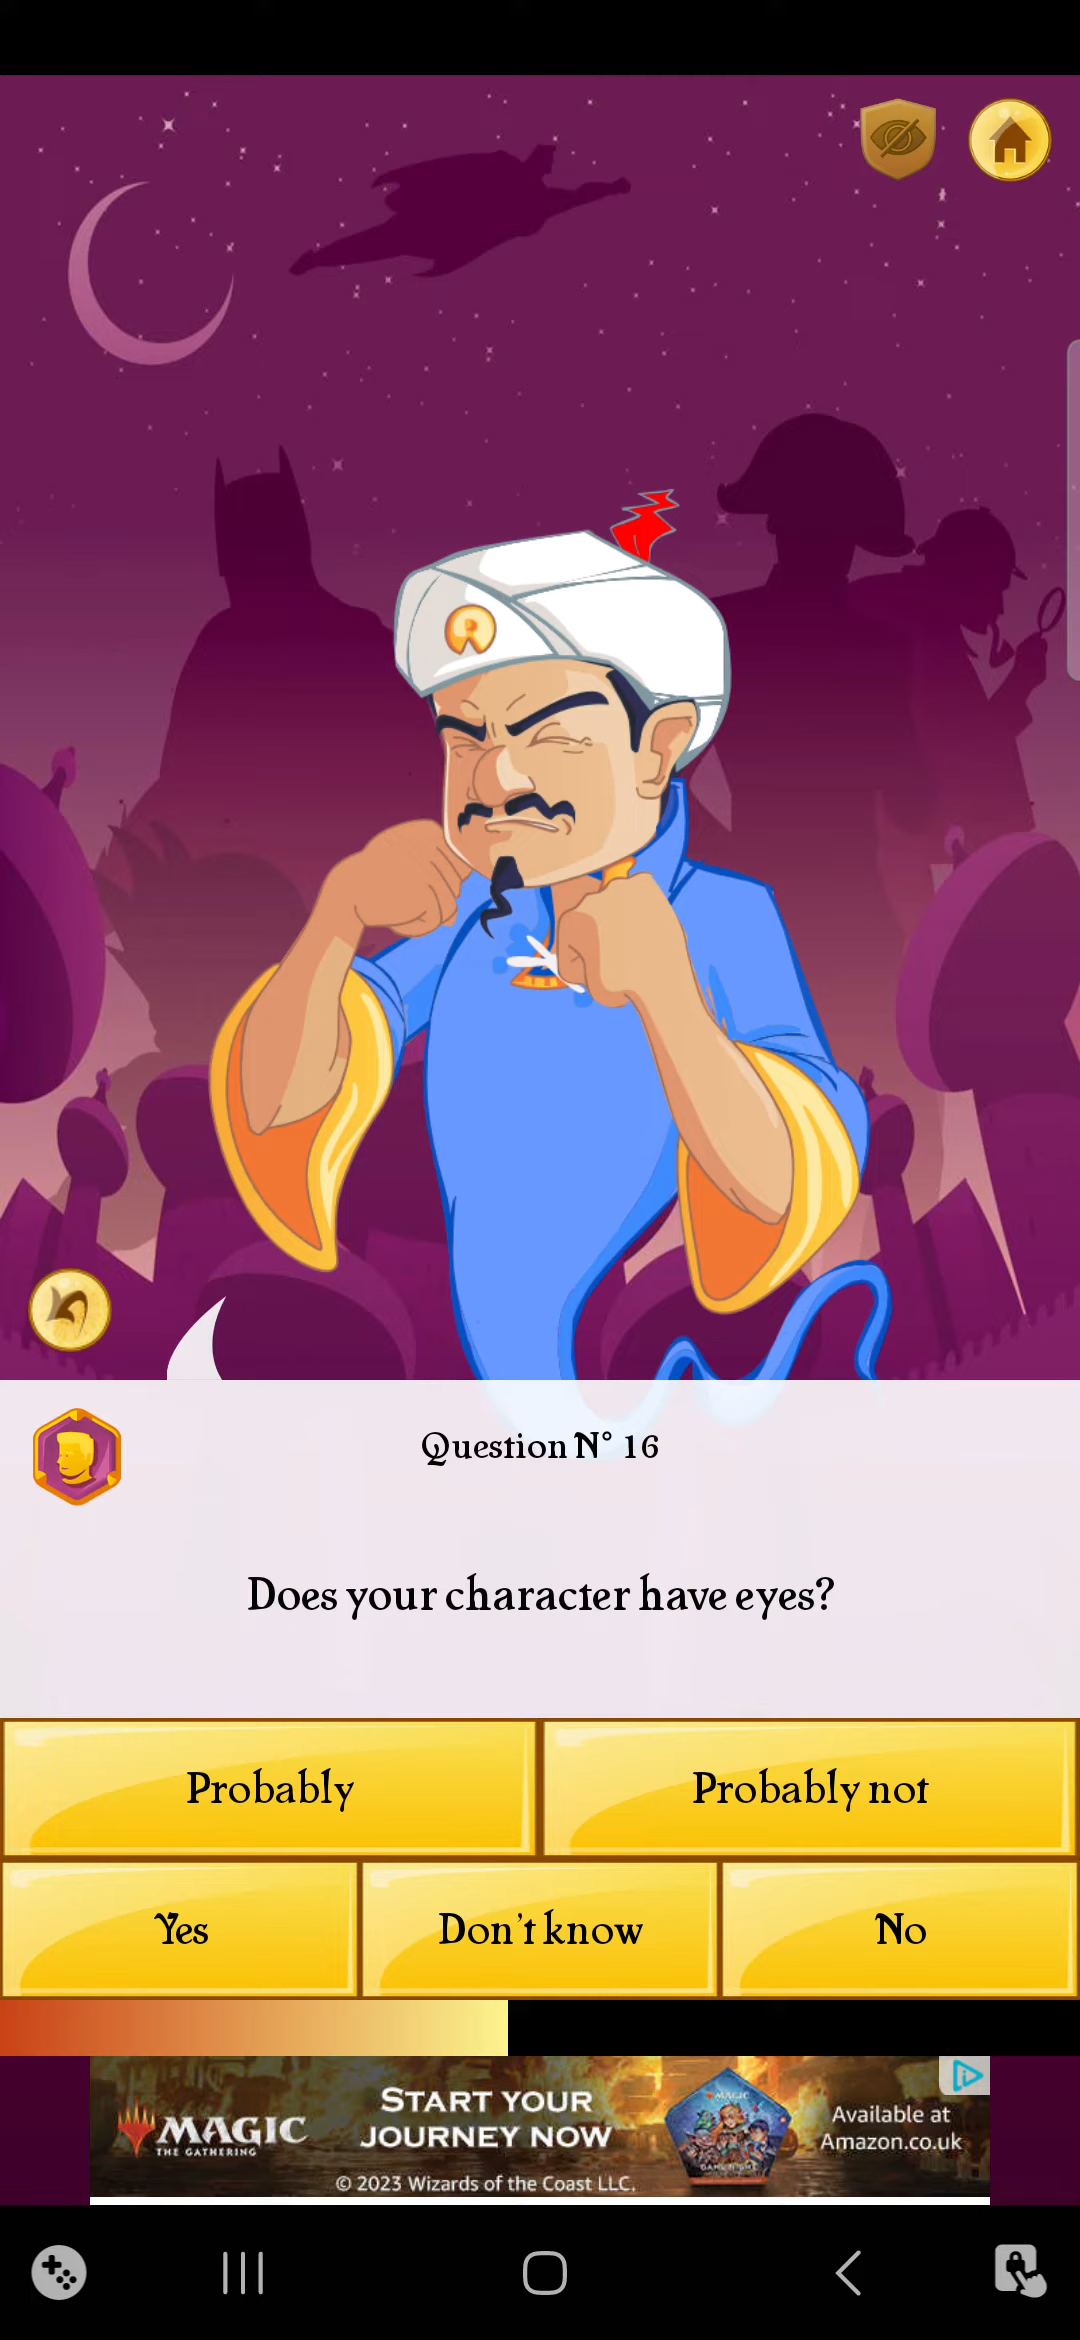 Question N° 16
Does your character have eyes?
Probably
Probably not
Yes
Don't know
No
MAGIC
THE GATHERING
START YOUR
JOURNEY NOW
© 2023 Wizards of the Coast LLC.
MAGIC
Available at
Amazon.co.uk